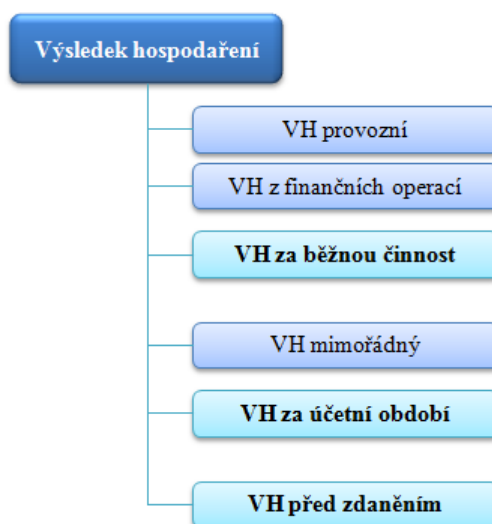 Výsledek hospodaření
VH provozní
VH z finančních operací
VH za běžnou činnost
VH mimořádný
VH za účetní období
VH před zdaněním